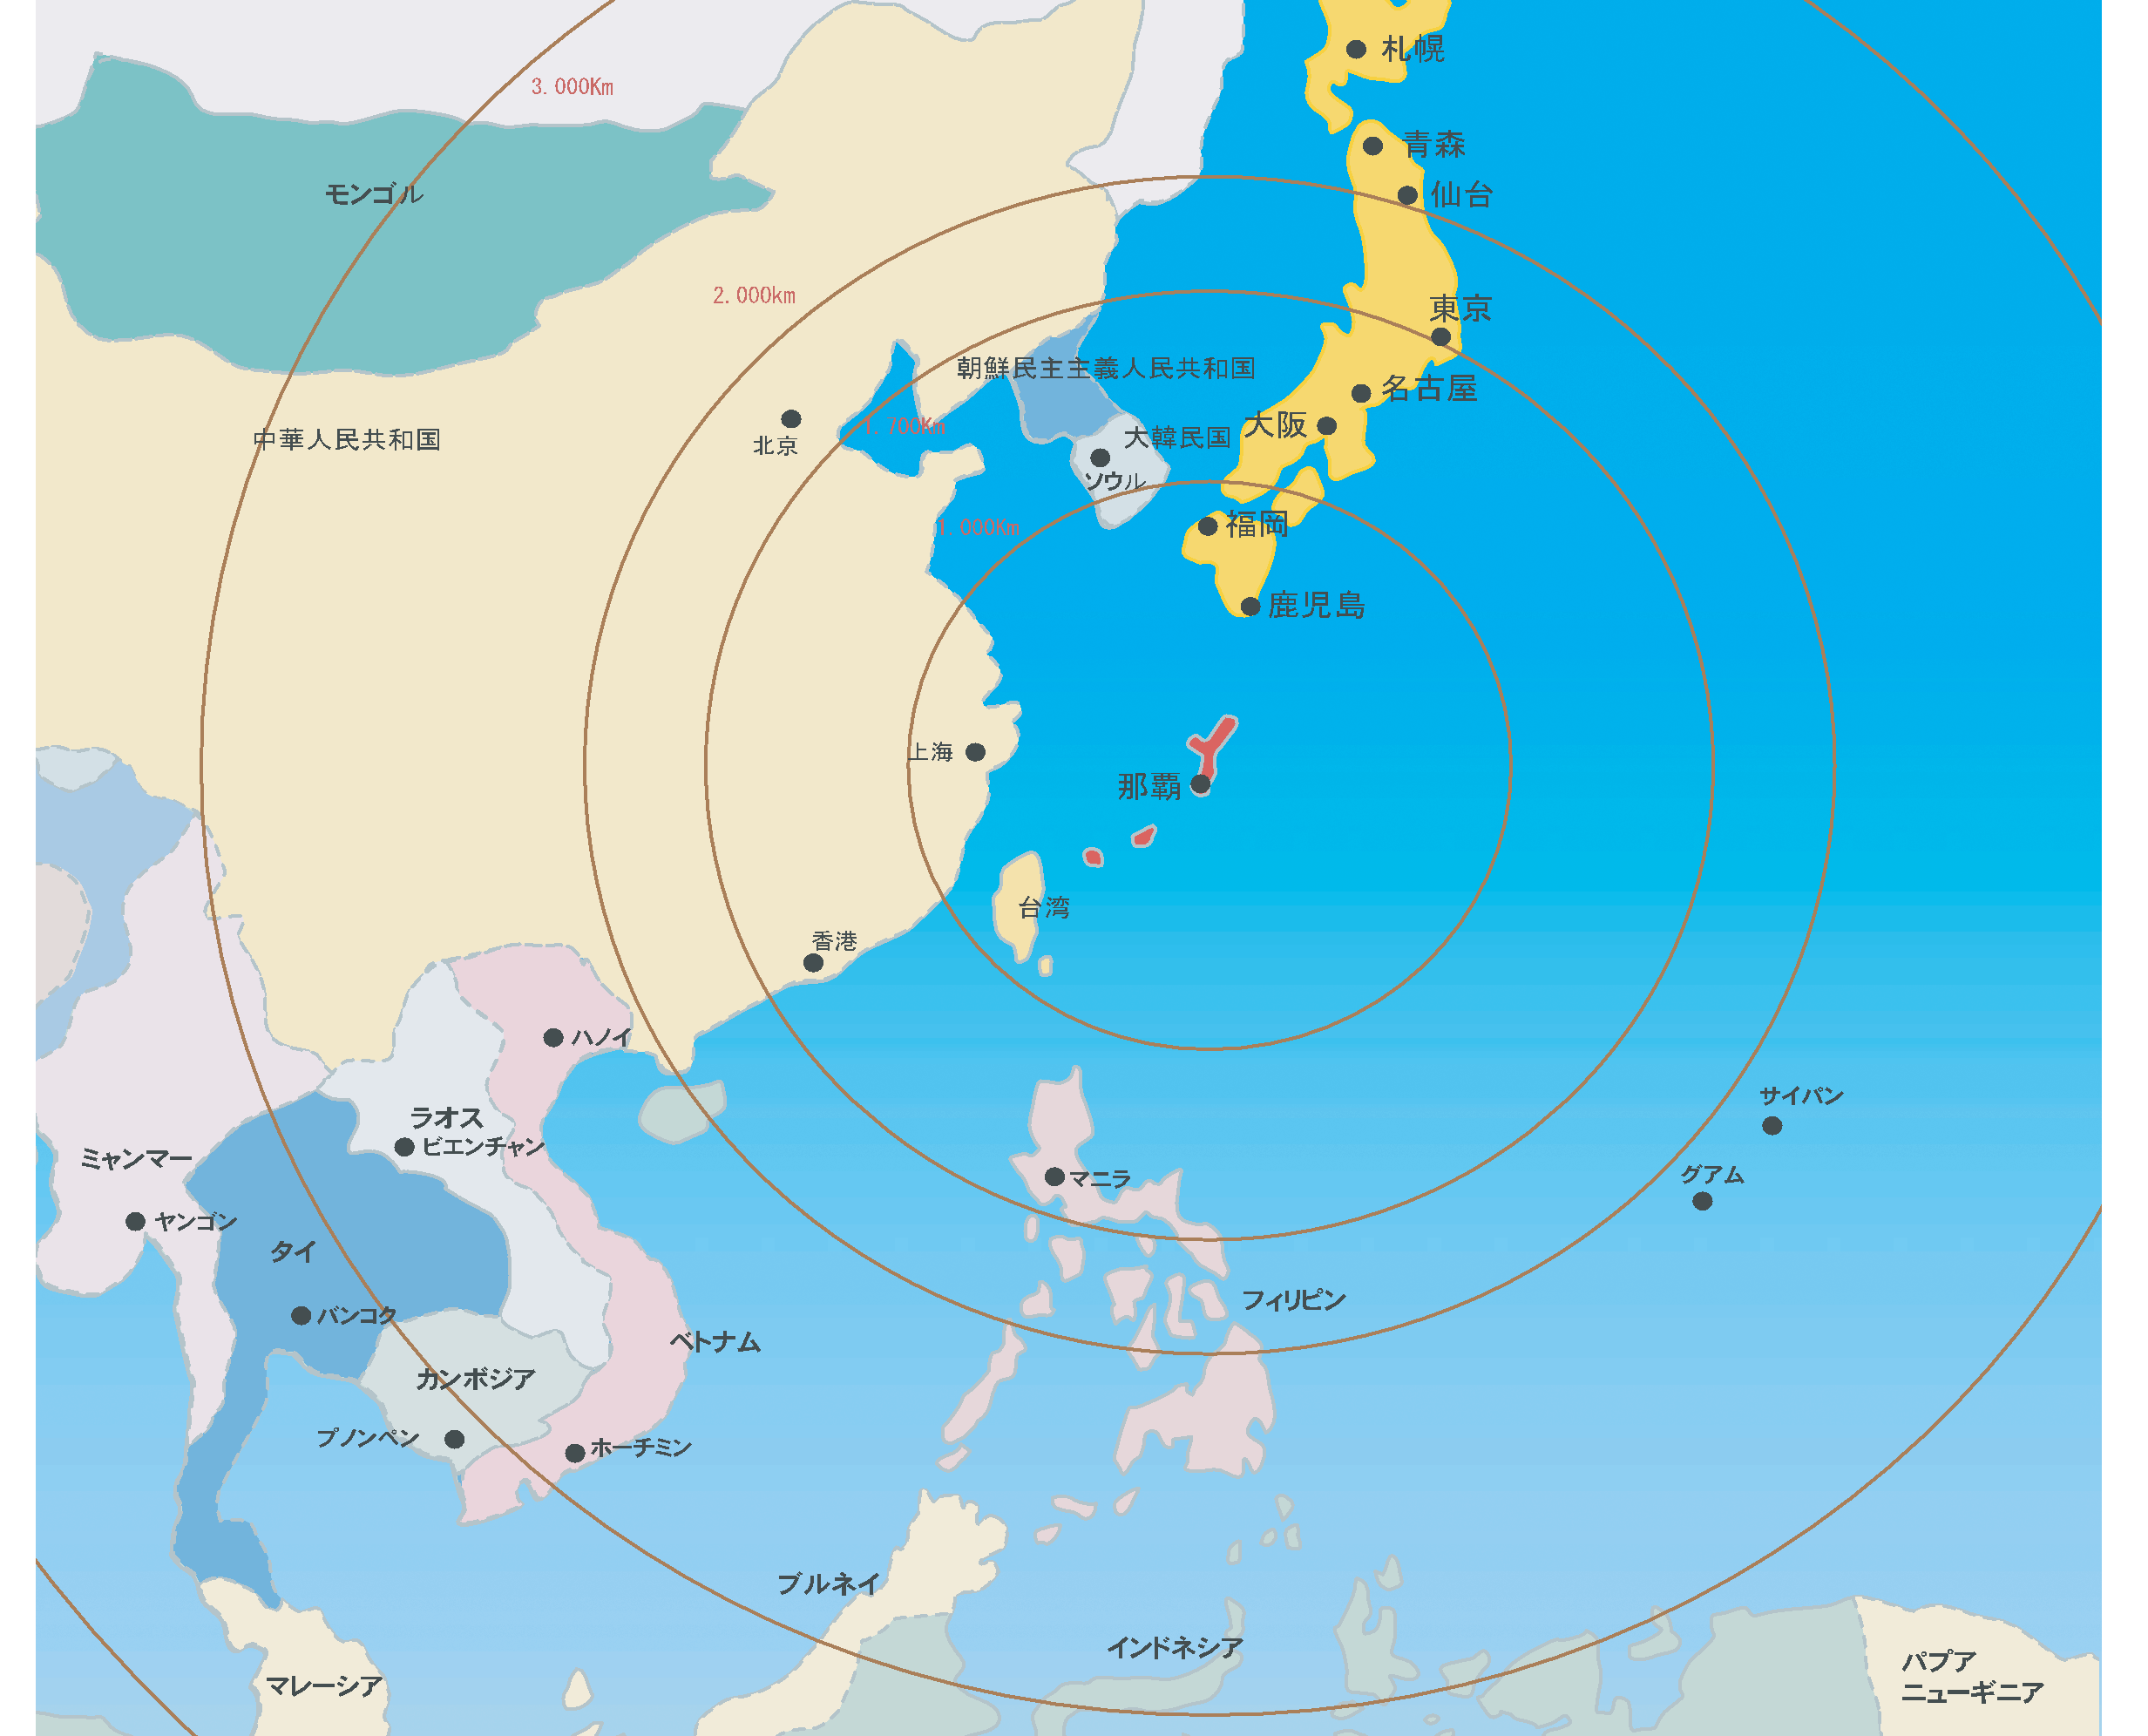 札幌
3.000Km
青森
モンゴル
仙台
2.000km
東京
朝鮮民主主義人民共和国
名古屋
1.700Km
大阪
大韓民国
中華人民共和国
北京
ソウル
1.000Km
福岡
鹿児島
上海
那覇
台湾
香港
ハノイ
サイパン
ラオス
ビエンチャン
ミャンマー
マニラ
グアム
ヤンゴン
タイ
フィリピン
バンコク
ベトナム
カンボジア
プノンペン
ホーチミン
ブルネイ
インドネシア
マレーシア
パプア
ニューギニア